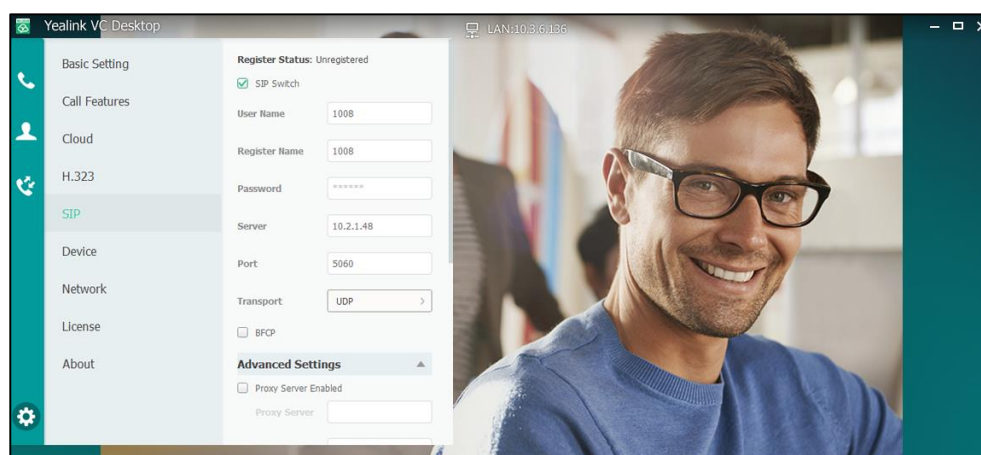 Yealink VC Desktop
LAN:10.3.6.136
Basic Setting
Call Features
Cloud
H.323
SIP
Device
Network
License
About
Register Status: Unregistered
SIP Switch
User Name 1008
Register Name 1008
Password ******
Server 10.2.1.48
Port 5060
Transport UDP >
BFCP
Advanced Settings
Proxy Server Enabled
Proxy Server